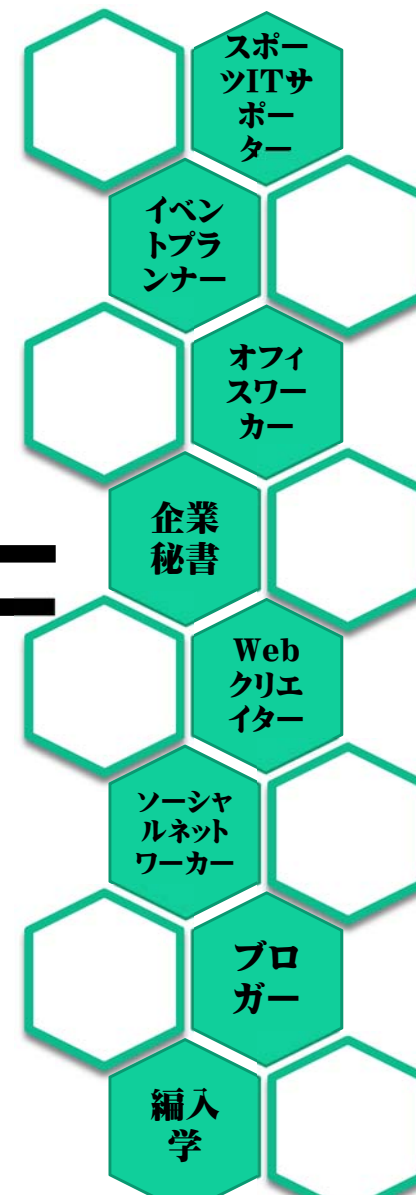 スポー
ツITサ
ポー
ター
イベン
トプラ
ンナー
オフィ
スワー
カー
企業
秘書
Web
クリエ
イター
ソーシャ
ルネット
ワーカー
ブロ
ガー
編入
学